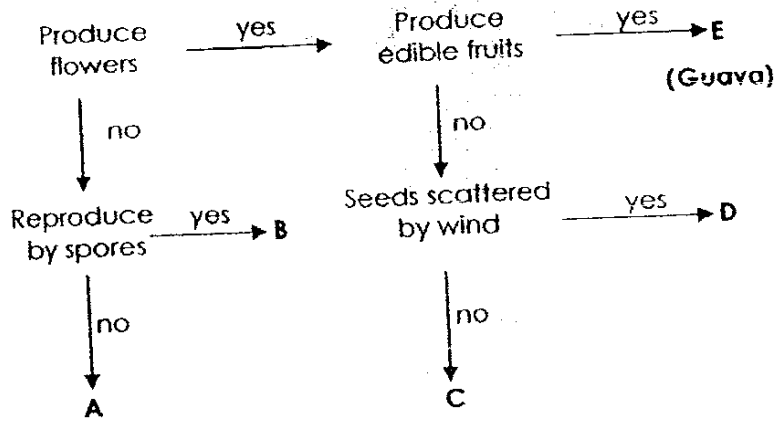 Produce
flowers
yes
Produce
edible fruits
yes
E
(Guava)
no
no
Reproduce
by spores
yes
B
Seeds scattered
by wind
yes
D
no
no
A
C